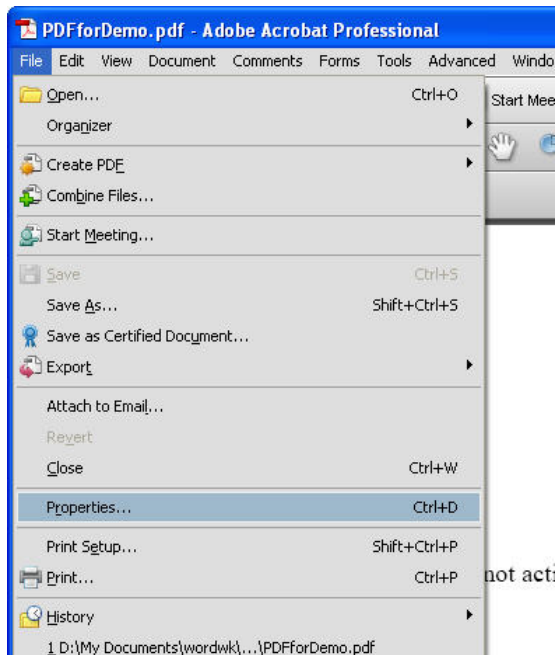 PDFforDemo.pdf - Adobe Acrobat Professional
File Edit View Document Comments Forms Tools Advanced Windo
Open... Ctrl+O
Start Mee
Organizer
Create PDF
Combine Files...
Start Meeting...
Save Ctrl+S
Save As... Shift+Ctrl+S
Save as Certified Document...
Export
Attach to Email...
Revert
Close Ctrl+W
Properties... Ctrl+D
Print Setup... Shift+Ctrl+P
Print... Ctrl+P
not acti
History
1 D:\My Documents\wordwk\...\PDFforDemo.pdf